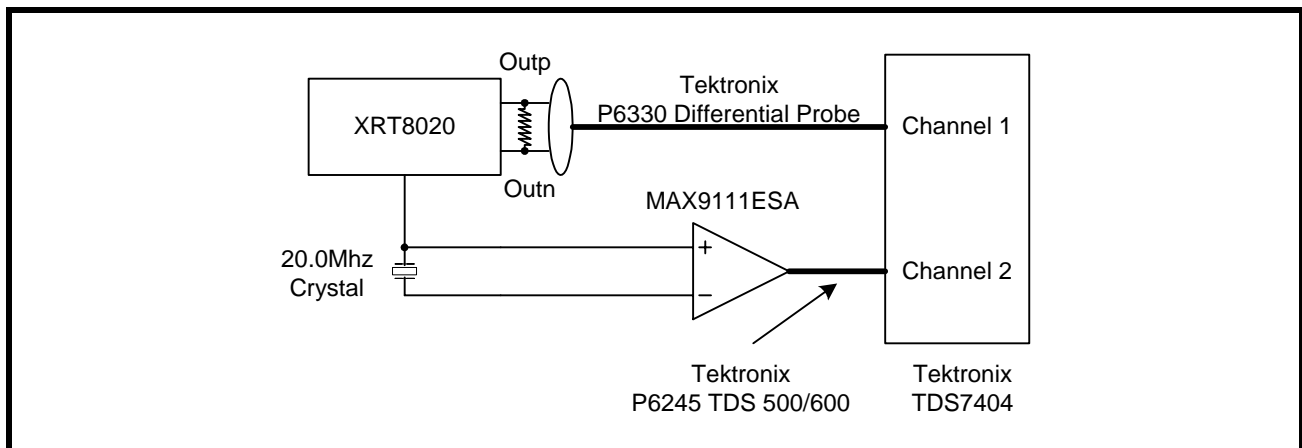 Outp
Tektronix
P6330 Differential Probe
XRT8020
Channel 1
Outn
MAX9111ESA
+
20.0Mhz
Crystal
Channel 2
−
Tektronix
P6245 TDS 500/600
Tektronix
TDS7404